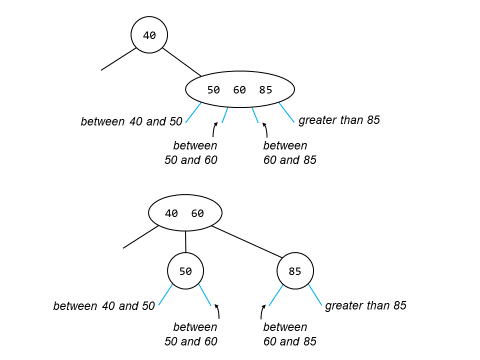 40
50 60 85
between 40 and 50
greater than 85
between
50 and 60
between
60 and 85
40 60
50
85
between 40 and 50
greater than 85
between
50 and 60
between
60 and 85